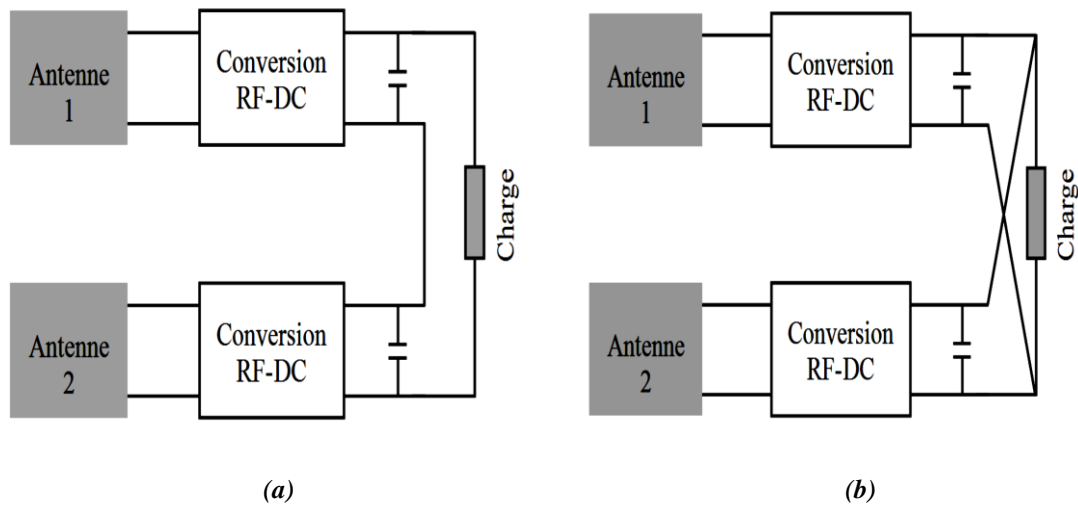 Antenne
1
Conversion
RF-DC
Charge
Antenne
2
Conversion
RF-DC
(a)
Antenne
1
Conversion
RF-DC
Charge
Antenne
2
Conversion
RF-DC
(b)